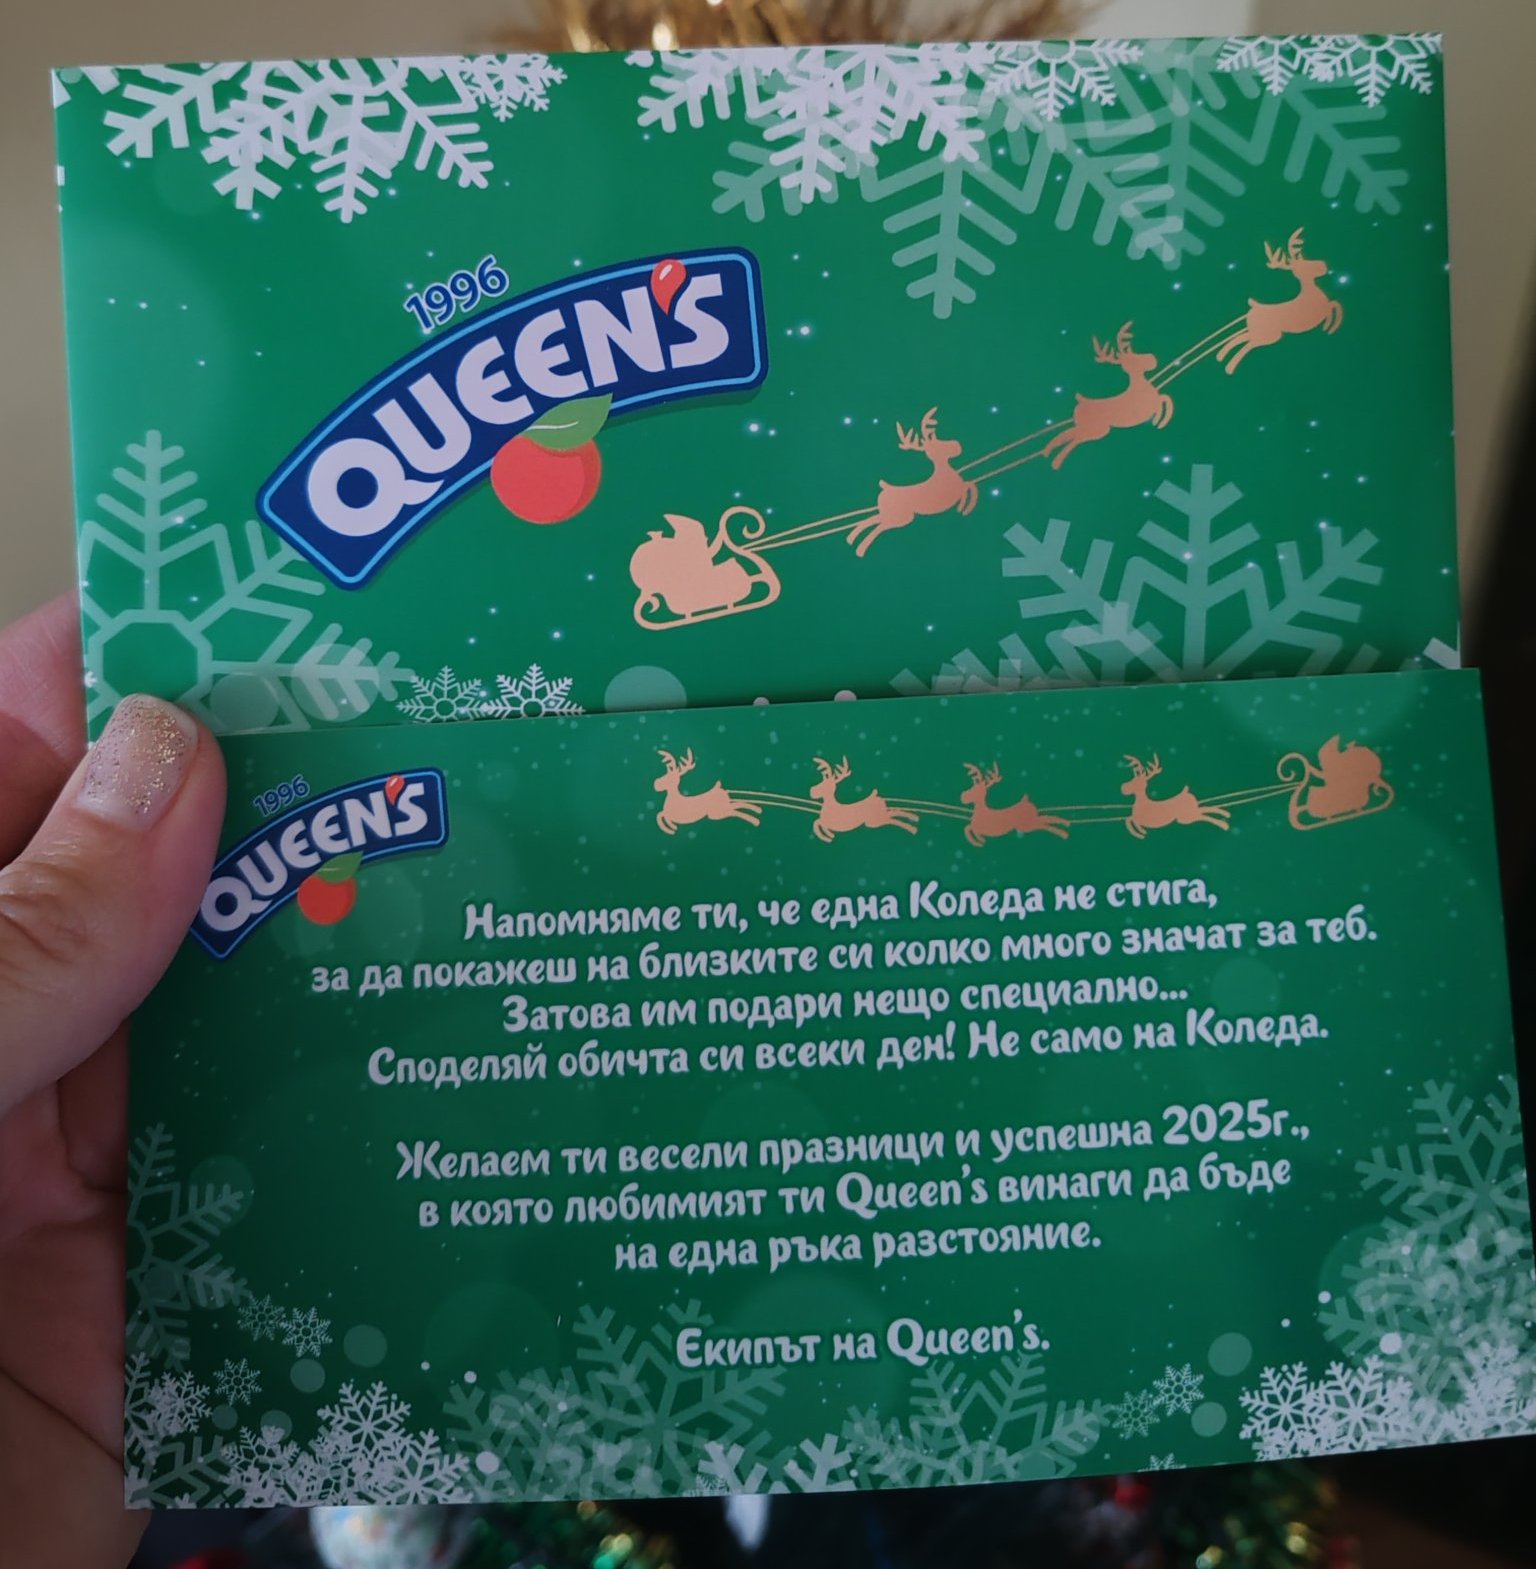 1996
QUEEN'S
1996
QUEEN'S
Напомняме ти, че една Коледа не стига,
за да покажеш на близките си колко много значат за теб.
Затова им подари нещо специално...
Споделяй обичта си всеки ден! Не само на Коледа.
Желаем ти весели празници и успешна 2025г.,
в която любимият ти Queen's винаги да бъде
на една ръка разстояние.
Екипът на Queen's.